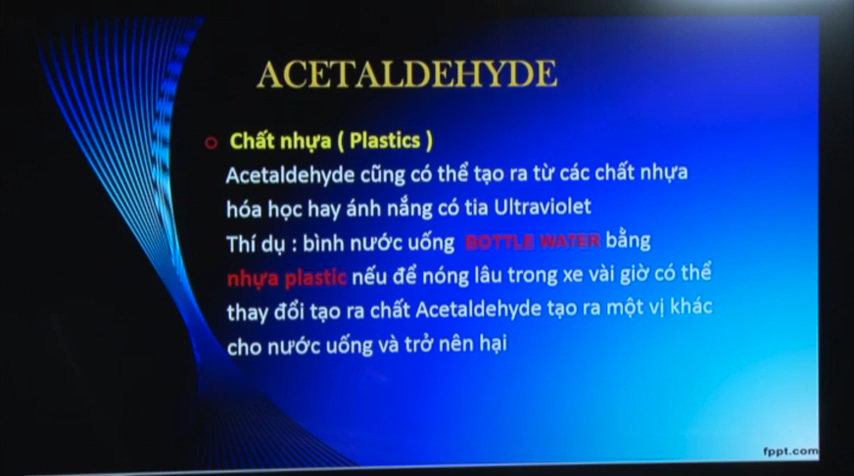 ACETALDEHYDE
Chất nhựa ( Plastics )
Acetaldehyde cũng có thể tạo ra từ các chất nhựa
hóa học hay ánh nắng có tia Ultraviolet
Thí dụ : bình nước uống BOTTLE WATER bằng
nhựa plastic nếu để nóng lâu trong xe vài giờ có thể
thay đổi tạo ra chất Acetaldehyde tạo ra một vị khác
cho nước uống và trở nên hại
fppt.com